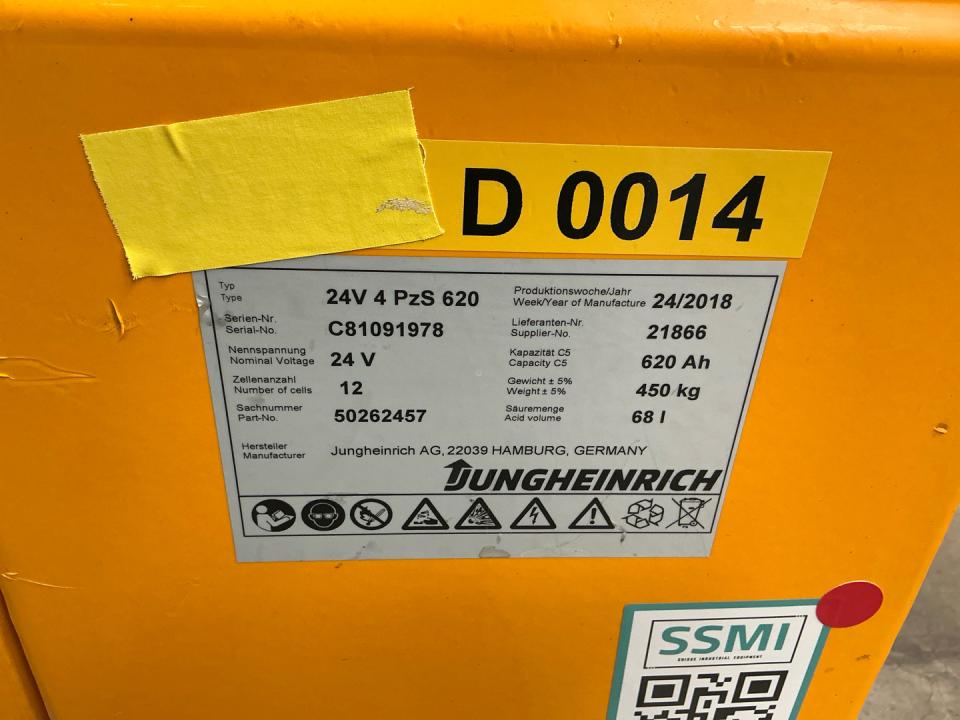 D 0014
Typ
Type
24V 4 PzS 620
Produktionswoche/Jahr
Week/Year of Manufacture
24/2018
Serien-Nr.
Serial-No.
C81091978
Lieferanten-Nr.
Supplier-No.
21866
Nennspannung
Nominal Voltage
24 V
Kapazität C5
Capacity C5
620 Ah
Zellenanzahl
Number of cells
12
Gewicht ± 5%
Weight ± 5%
450 kg
Sachnummer
Part-No.
50262457
Säuremenge
Acid volume
68 l
Hersteller
Manufacturer
Jungheinrich AG, 22039 HAMBURG, GERMANY
JUNGHEINRICH
SSMI
SUISSE INDUSTRIAL EQUIPMENT